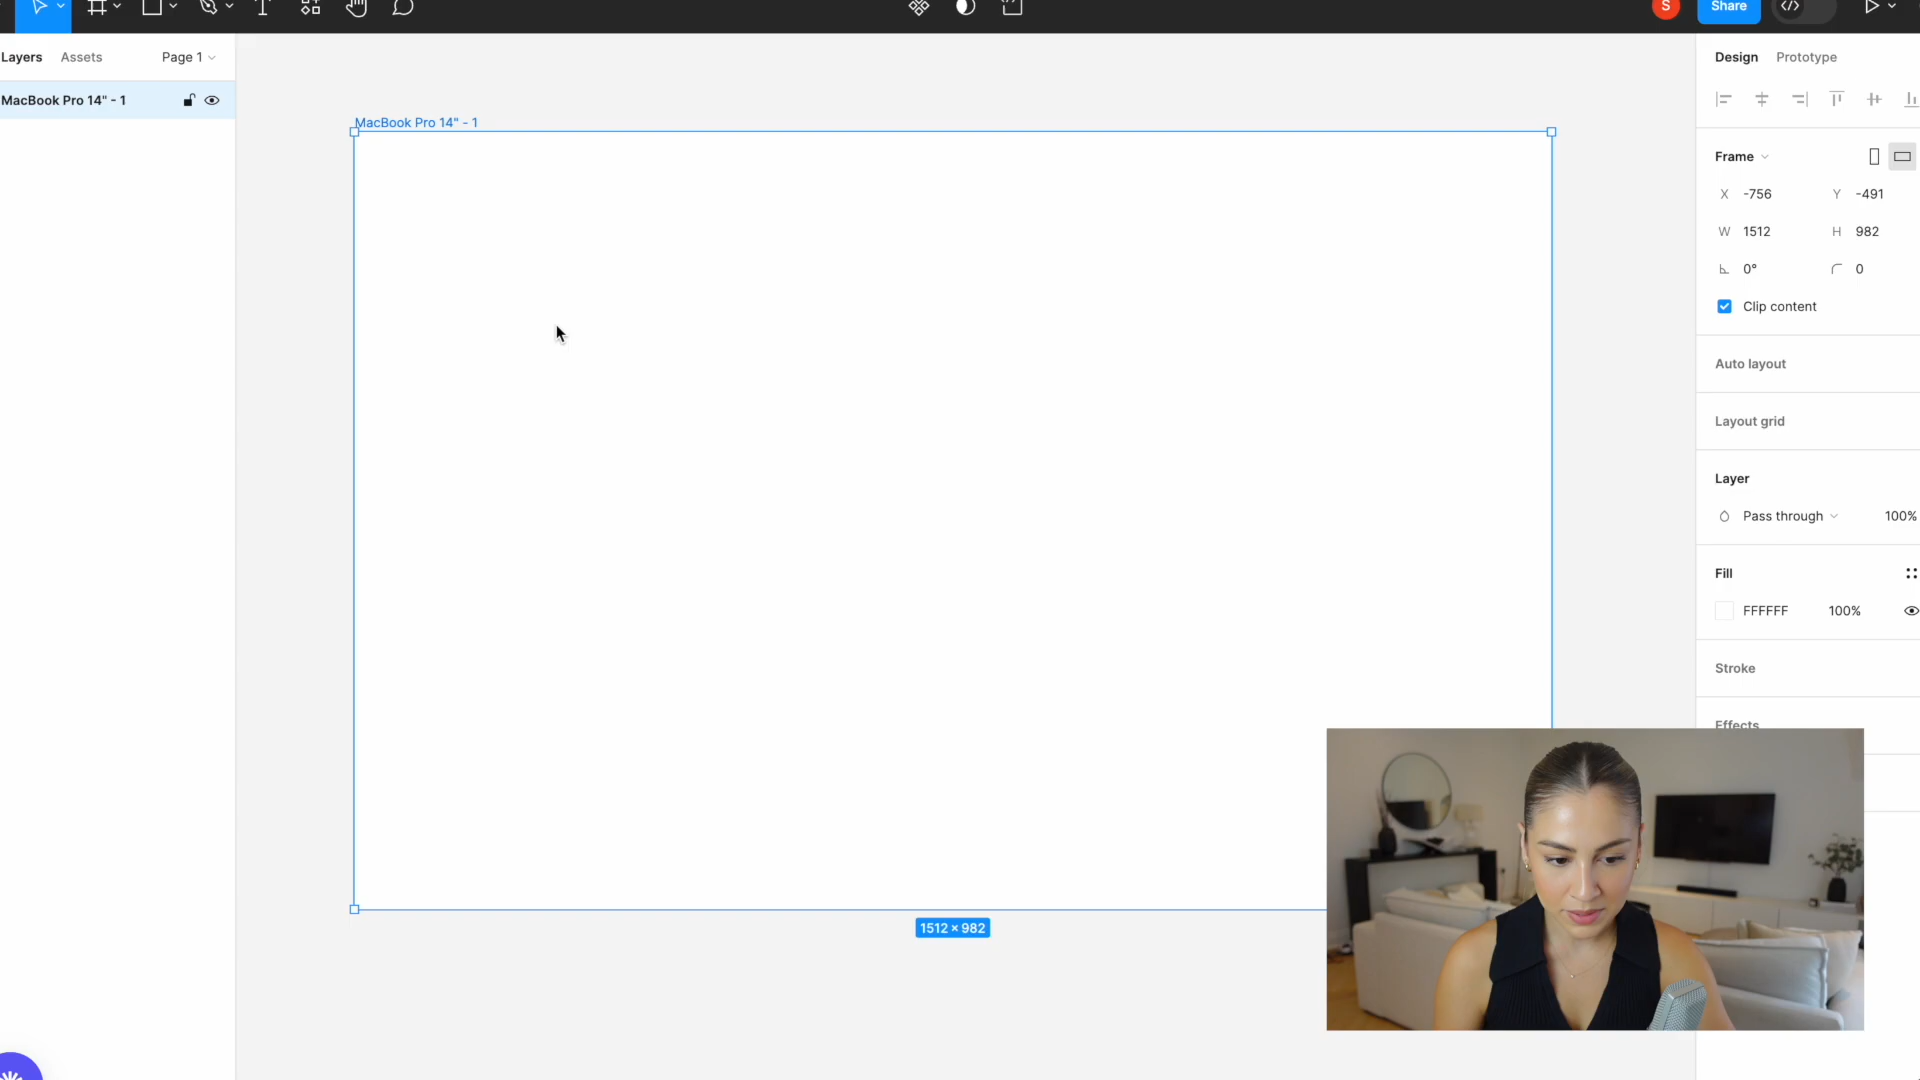 S
Share
Layers
Assets
Page 1
Design
Prototype
MacBook Pro 14" - 1
MacBook Pro 14" - 1
Frame
X -756
Y -491
W 1512
H 982
0°
0
Clip content
Auto layout
Layout grid
Layer
Pass through
100%
Fill
FFFFFF
100%
Stroke
Effects
1512 × 982